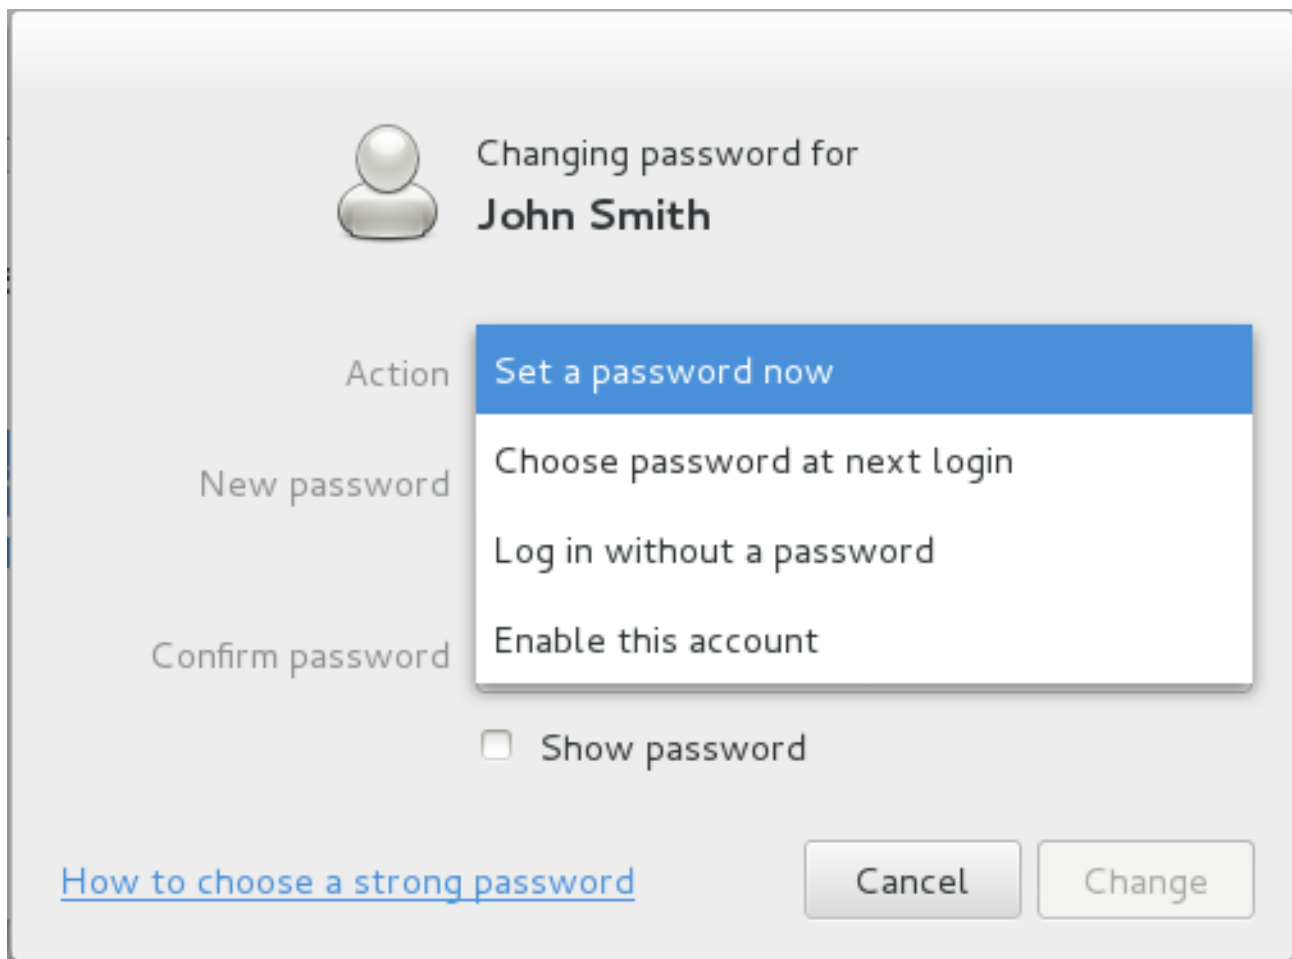 Changing password for
John Smith
Action
Set a password now
Choose password at next login
New password
Log in without a password
Enable this account
Confirm password
Show password
How to choose a strong password
Cancel
Change